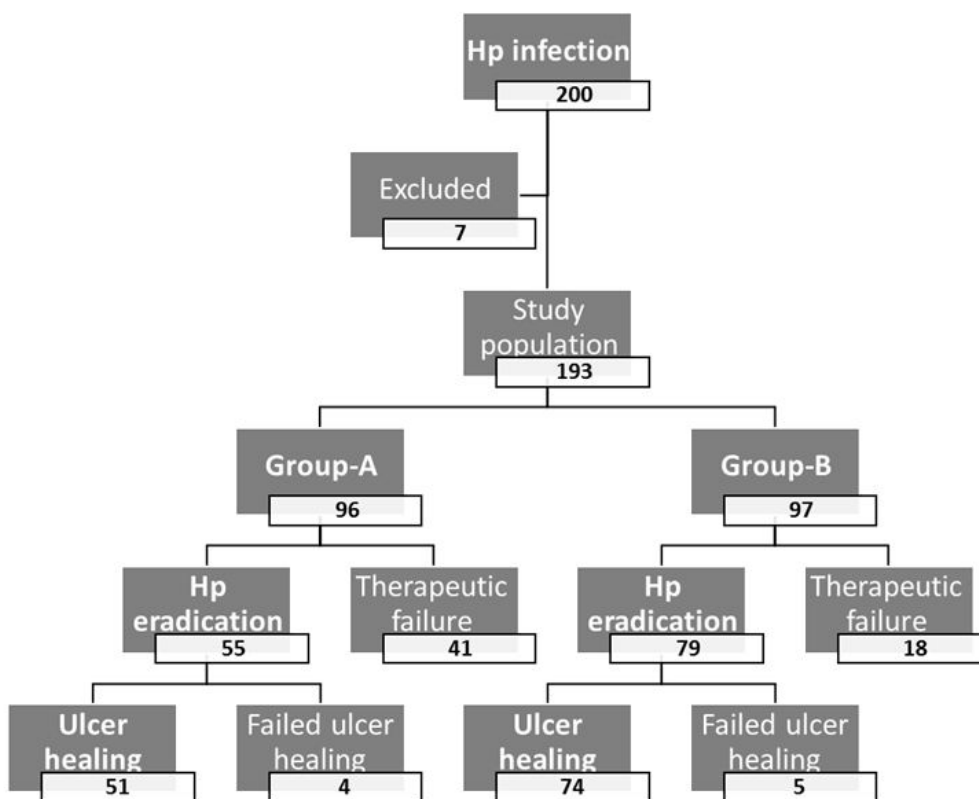 Hp infection
200
Excluded
7
Study
population
193
Group-A
96
Group-B
97
Hp
eradication
55
Therapeutic
failure
41
Hp
eradication
79
Therapeutic
failure
18
Ulcer
healing
51
Failed ulcer
healing
4
Ulcer
healing
74
Failed ulcer
healing
5